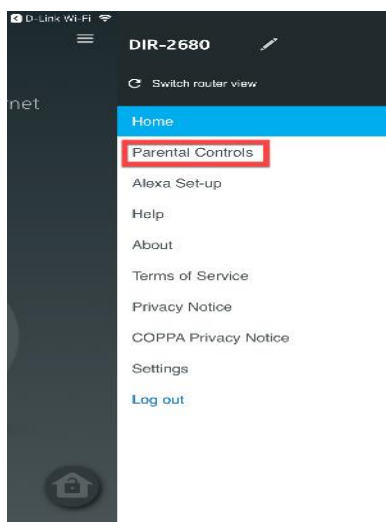 D-Link Wi-Fi
DIR-2680
Switch router view
net
Home
Parental Controls
Alexa Set-up
Help
About
Terms of Service
Privacy Notice
COPPA Privacy Notice
Settings
Log out